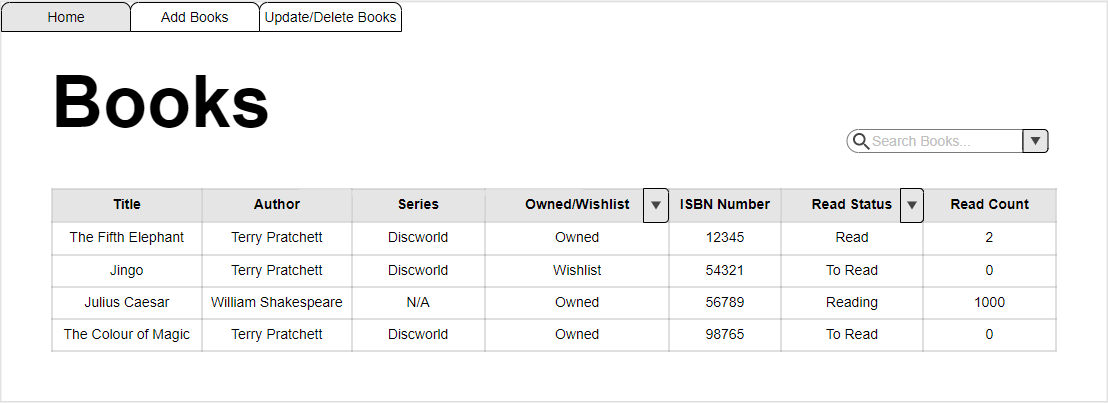 Home Add Books Update/Delete Books
Books
Search Books...
Title Author Series Owned/Wishlist ISBN Number Read Status Read Count
The Fifth Elephant Terry Pratchett Discworld Owned 12345 Read 2
Jingo Terry Pratchett Discworld Wishlist 54321 To Read 0
Julius Caesar William Shakespeare N/A Owned 56789 Reading 1000
The Colour of Magic Terry Pratchett Discworld Owned 98765 To Read 0